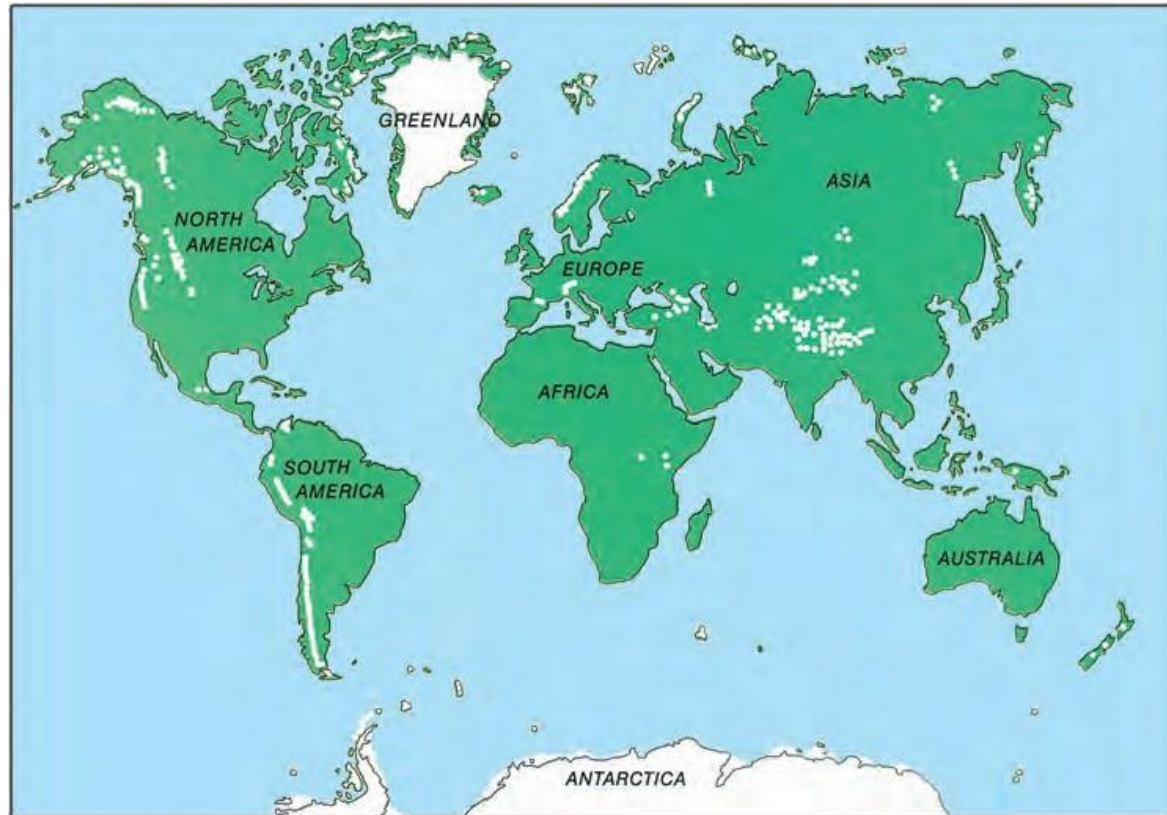 GREENLAND
NORTH
AMERICA
ASIA
EUROPE
AFRICA
SOUTH
AMERICA
AUSTRALIA
ANTARCTICA